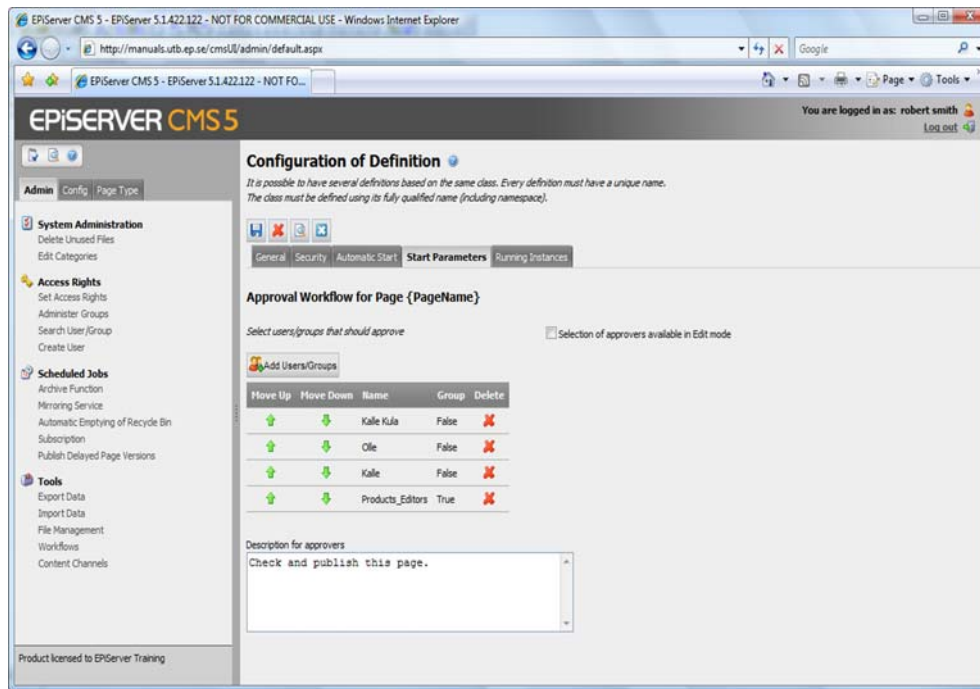 EPiServer CMS 5 - EPiServer 5.1.422.122 - NOT FOR COMMERCIAL USE - Windows Internet Explorer
http://manuals.utb.ep.se/cmsUI/admin/default.aspx
Google
EPiServer CMS 5 - EPiServer 5.1.422.122 - NOT FO...
Page
Tools
EPiSERVER CMS 5
You are logged in as: robert smith
Log out
Admin Config Page Type
System Administration
Delete Unused Files
Edit Categories
Access Rights
Set Access Rights
Administer Groups
Search User/Group
Create User
Scheduled Jobs
Archive Function
Mirroring Service
Automatic Emptying of Recycle Bin
Subscription
Publish Delayed Page Versions
Tools
Export Data
Import Data
File Management
Workflows
Content Channels
Product licensed to EPiServer Training
Configuration of Definition
It is possible to have several definitions based on the same class. Every definition must have a unique name.
The class must be defined using its fully qualified name (including namespace).
General Security Automatic Start Start Parameters Running Instances
Approval Workflow for Page {PageName}
Select users/groups that should approve
Selection of approvers available in Edit mode
Add Users/Groups
Move Up Move Down Name Group Delete
Kalle Kula False
Olle False
Kalle False
Products_Editors True
Description for approvers
Check and publish this page.